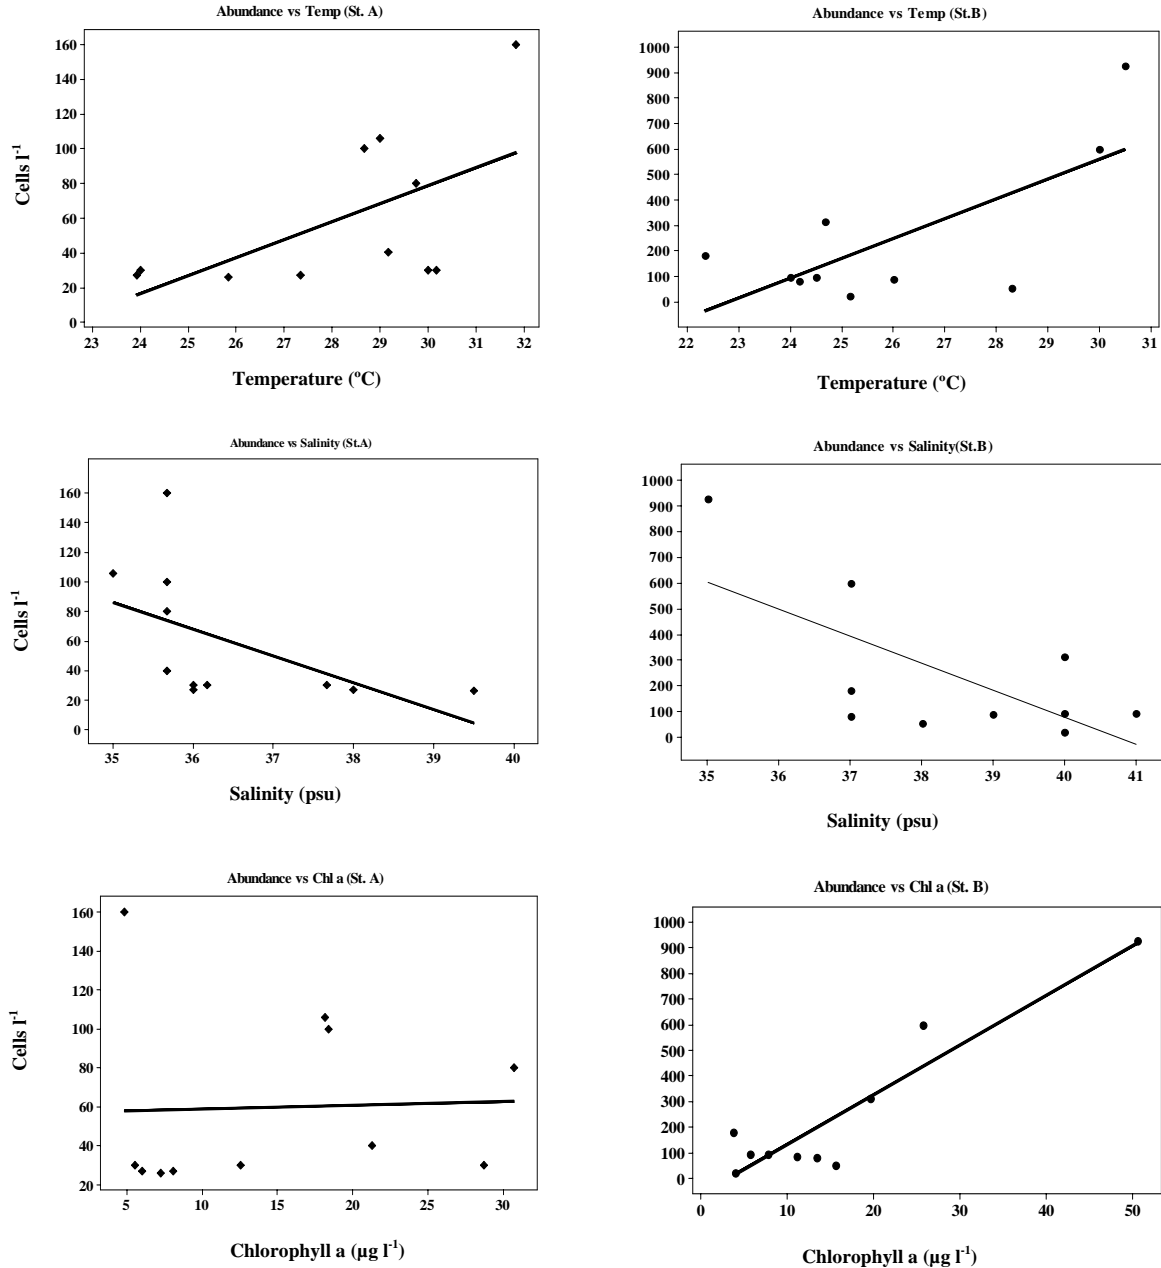 Abundance vs Temp (St. A)
160
140
120
100
80
60
40
20
0
Cells l⁻¹
23 24 25 26 27 28 29 30 31 32
Temperature (ºC)
Abundance vs Temp (St.B)
1000
900
800
700
600
500
400
300
200
100
0
22 23 24 25 26 27 28 29 30 31
Temperature (ºC)
Abundance vs Salinity (St.A)
160
140
120
100
80
60
40
20
0
Cells l⁻¹
35 36 37 38 39 40
Salinity (psu)
Abundance vs Salinity(St.B)
1000
900
800
700
600
500
400
300
200
100
0
35 36 37 38 39 40 41
Salinity (psu)
Abundance vs Chl a (St. A)
160
140
120
100
80
60
40
20
Cells l⁻¹
5 10 15 20 25 30
Chlorophyll a (µg l⁻¹)
Abundance vs Chl a (St. B)
1000
900
800
700
600
500
400
300
200
100
0
0 10 20 30 40 50
Chlorophyll a (µg l⁻¹)